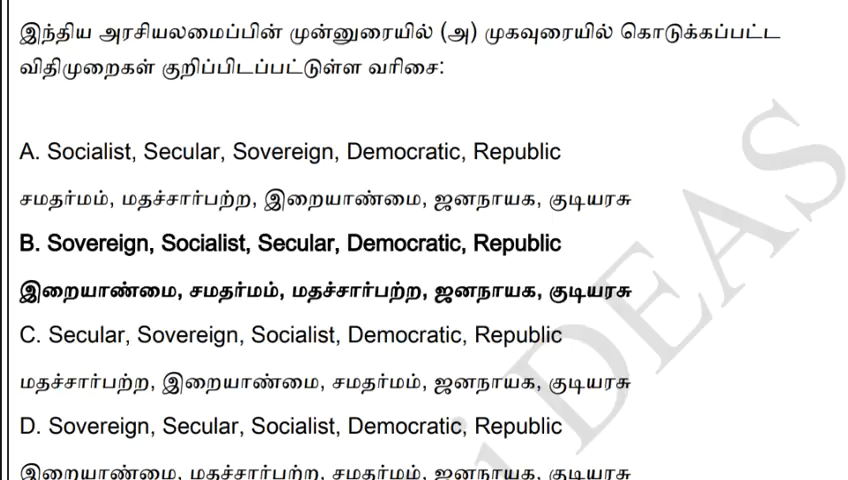 இந்திய அரசியலமைப்பின் முன்னுரையில் (அ) முகவுரையில் கொடுக்கப்பட்ட
விதிமுறைகள் குறிப்பிடப்பட்டுள்ள வரிசை:
A. Socialist, Secular, Sovereign, Democratic, Republic
சமதர்மம், மதச்சார்பற்ற, இறையாண்மை, ஜனநாயக, குடியரசு
B. Sovereign, Socialist, Secular, Democratic, Republic
இறையாண்மை, சமதர்மம், மதச்சார்பற்ற, ஜனநாயக, குடியரசு
C. Secular, Sovereign, Socialist, Democratic, Republic
மதச்சார்பற்ற, இறையாண்மை, சமதர்மம், ஜனநாயக, குடியரசு
D. Sovereign, Secular, Socialist, Democratic, Republic
இறையாண்மை, மதச்சார்பற்ற, சமதர்மம், ஜனநாயக, குடியரசு
DEAS